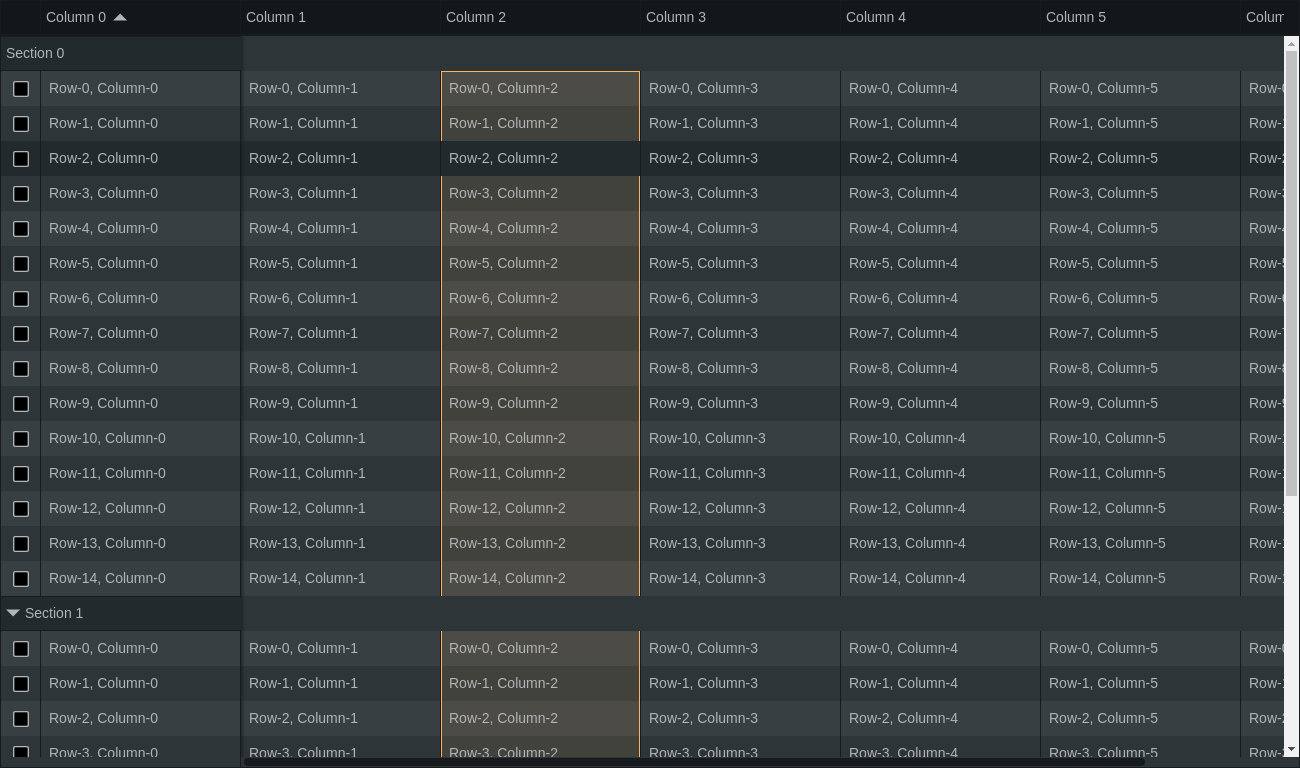 Column 0 Column 1 Column 2 Column 3 Column 4 Column 5 Colum
Section 0
Row-0, Column-0 Row-0, Column-1 Row-0, Column-2 Row-0, Column-3 Row-0, Column-4 Row-0, Column-5 Row-0
Row-1, Column-0 Row-1, Column-1 Row-1, Column-2 Row-1, Column-3 Row-1, Column-4 Row-1, Column-5 Row-1
Row-2, Column-0 Row-2, Column-1 Row-2, Column-2 Row-2, Column-3 Row-2, Column-4 Row-2, Column-5 Row-2
Row-3, Column-0 Row-3, Column-1 Row-3, Column-2 Row-3, Column-3 Row-3, Column-4 Row-3, Column-5 Row-3
Row-4, Column-0 Row-4, Column-1 Row-4, Column-2 Row-4, Column-3 Row-4, Column-4 Row-4, Column-5 Row-4
Row-5, Column-0 Row-5, Column-1 Row-5, Column-2 Row-5, Column-3 Row-5, Column-4 Row-5, Column-5 Row-5
Row-6, Column-0 Row-6, Column-1 Row-6, Column-2 Row-6, Column-3 Row-6, Column-4 Row-6, Column-5 Row-6
Row-7, Column-0 Row-7, Column-1 Row-7, Column-2 Row-7, Column-3 Row-7, Column-4 Row-7, Column-5 Row-7
Row-8, Column-0 Row-8, Column-1 Row-8, Column-2 Row-8, Column-3 Row-8, Column-4 Row-8, Column-5 Row-8
Row-9, Column-0 Row-9, Column-1 Row-9, Column-2 Row-9, Column-3 Row-9, Column-4 Row-9, Column-5 Row-9
Row-10, Column-0 Row-10, Column-1 Row-10, Column-2 Row-10, Column-3 Row-10, Column-4 Row-10, Column-5 Row-1
Row-11, Column-0 Row-11, Column-1 Row-11, Column-2 Row-11, Column-3 Row-11, Column-4 Row-11, Column-5 Row-1
Row-12, Column-0 Row-12, Column-1 Row-12, Column-2 Row-12, Column-3 Row-12, Column-4 Row-12, Column-5 Row-1
Row-13, Column-0 Row-13, Column-1 Row-13, Column-2 Row-13, Column-3 Row-13, Column-4 Row-13, Column-5 Row-1
Row-14, Column-0 Row-14, Column-1 Row-14, Column-2 Row-14, Column-3 Row-14, Column-4 Row-14, Column-5 Row-1
Section 1
Row-0, Column-0 Row-0, Column-1 Row-0, Column-2 Row-0, Column-3 Row-0, Column-4 Row-0, Column-5 Row-0
Row-1, Column-0 Row-1, Column-1 Row-1, Column-2 Row-1, Column-3 Row-1, Column-4 Row-1, Column-5 Row-1
Row-2, Column-0 Row-2, Column-1 Row-2, Column-2 Row-2, Column-3 Row-2, Column-4 Row-2, Column-5 Row-2
Row-3, Column-0 Row-3, Column-1 Row-3, Column-2 Row-3, Column-3 Row-3, Column-4 Row-3, Column-5 Row-3